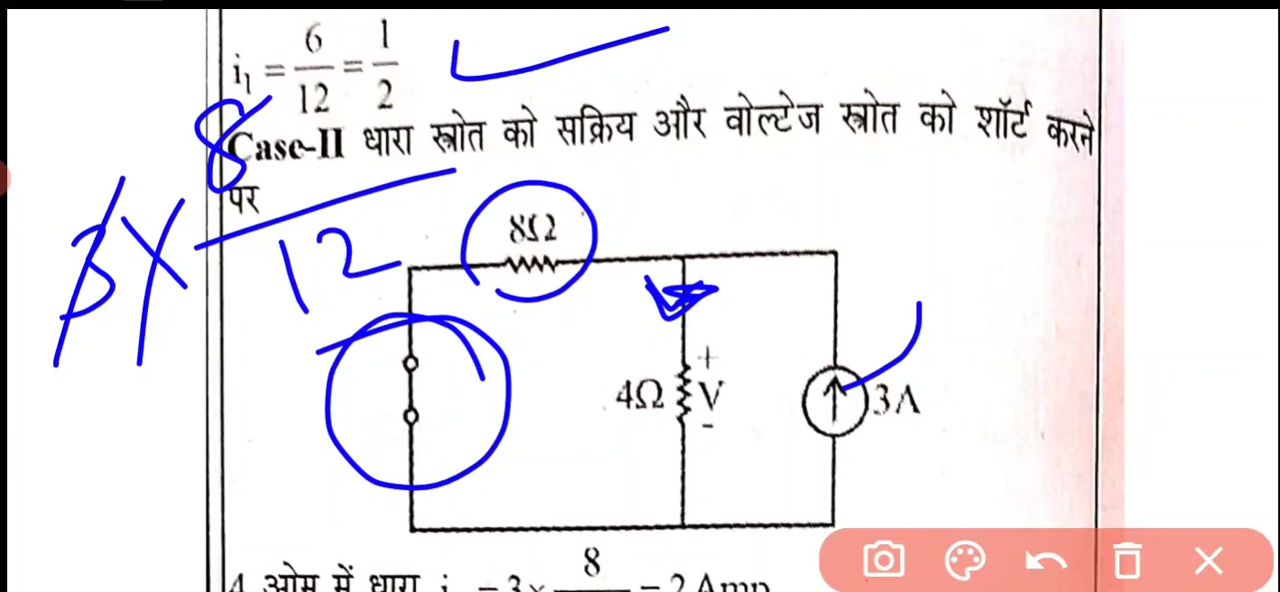 i₁ = 6/12 = 1/2
8
Case-II धारा स्त्रोत को सक्रिय और वोल्टेज स्त्रोत को शॉर्ट करने
पर
3 X
12
8Ω
4Ω
+
V
-
3A
4 ओम में धारा i = 3 × 8 = 2 Amp